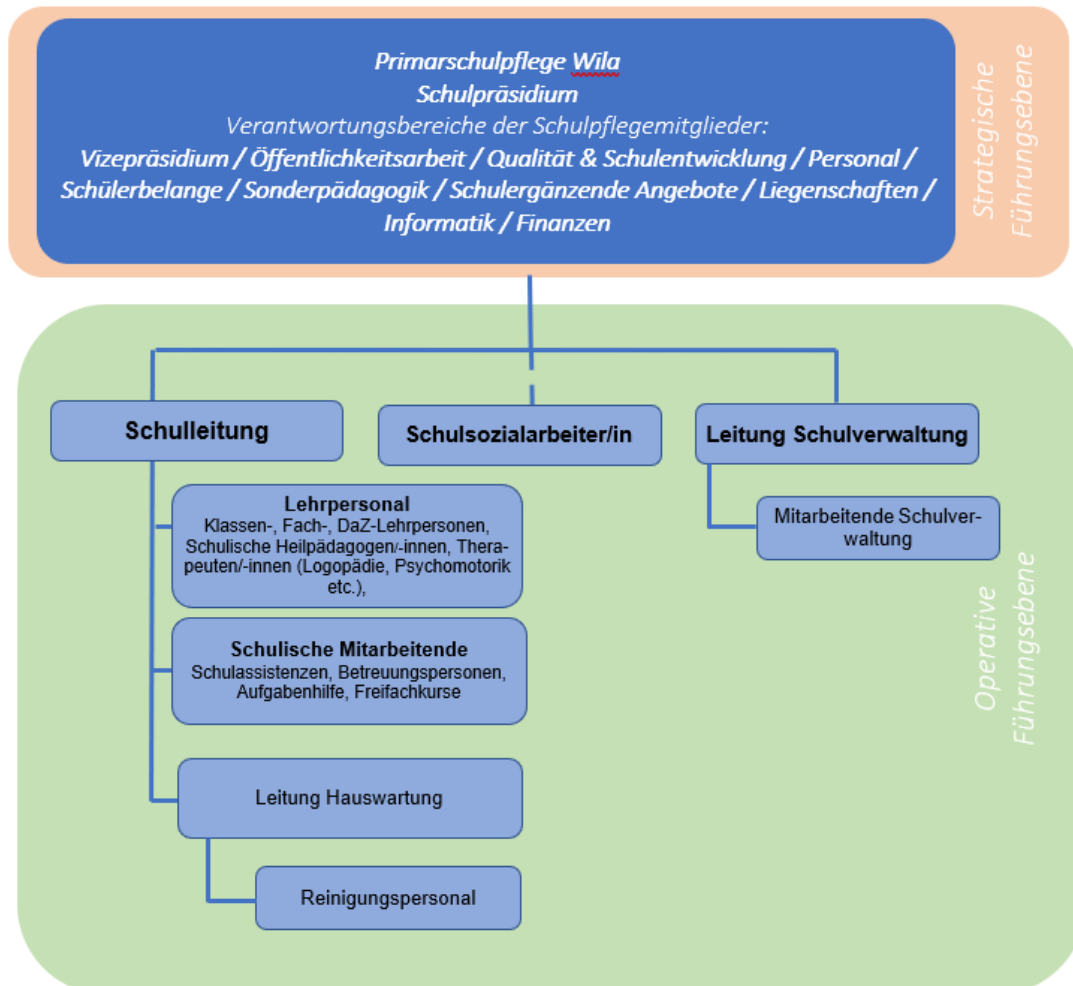 Primarschulpflege Wila
Schulpräsidium
Verantwortungsbereiche der Schulpflegemitglieder:
Vizepräsidium / Öffentlichkeitsarbeit / Qualität & Schulentwicklung / Personal /
Schülerbelange / Sonderpädagogik / Schulergänzende Angebote / Liegenschaften /
Informatik / Finanzen
Strategische
Führungsebene
Schulleitung
Schulsozialarbeiter/in
Leitung Schulverwaltung
Lehrpersonal
Klassen-, Fach-, DaZ-Lehrpersonen,
Schulische Heilpädagogen/-innen, Thera-
peuten/-innen (Logopädie, Psychomotorik
etc.),
Mitarbeitende Schulver-
waltung
Schulische Mitarbeitende
Schulassistenzen, Betreuungspersonen,
Aufgabenhilfe, Freifachkurse
Operative
Führungsebene
Leitung Hauswartung
Reinigungspersonal